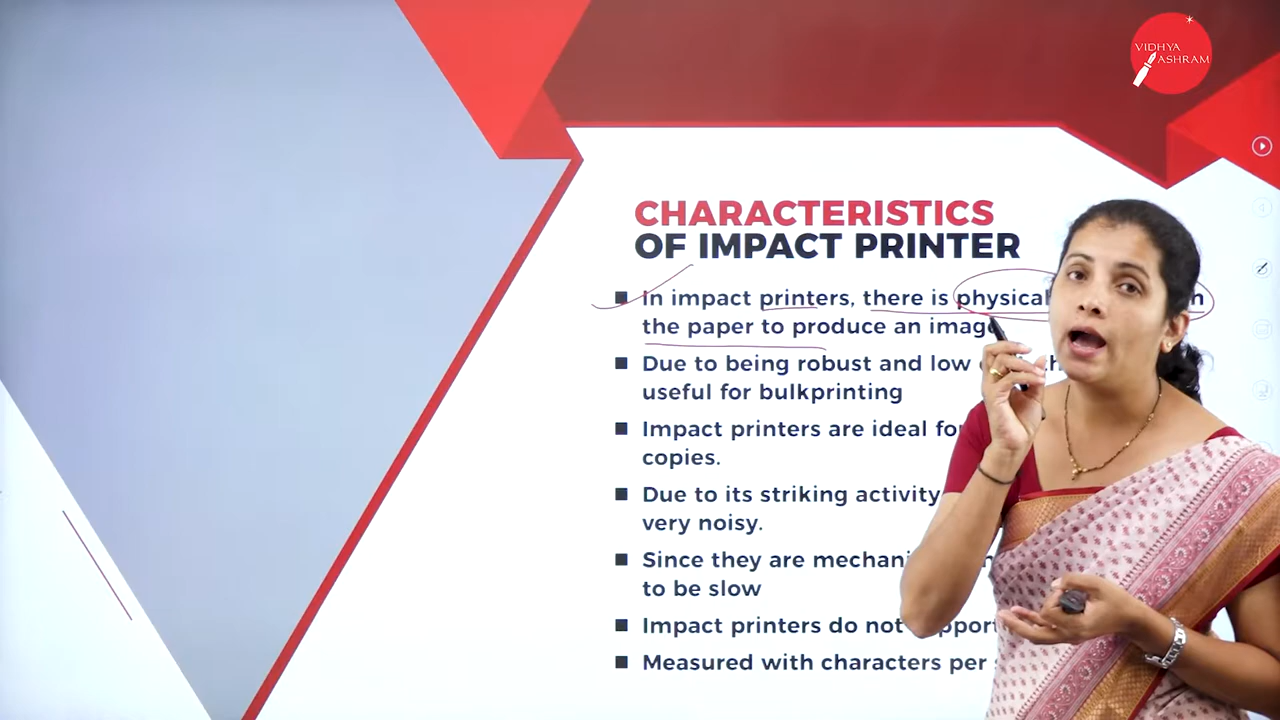 VIDHYA
ASHRAM
CHARACTERISTICS
OF IMPACT PRINTER
In impact printers, there is physical
the paper to produce an image
Due to being robust and low
useful for bulkprinting
Impact printers are ideal for
copies.
Due to its striking activity
very noisy.
Since they are
to be slow
Impact printers do not
Measured with characters per